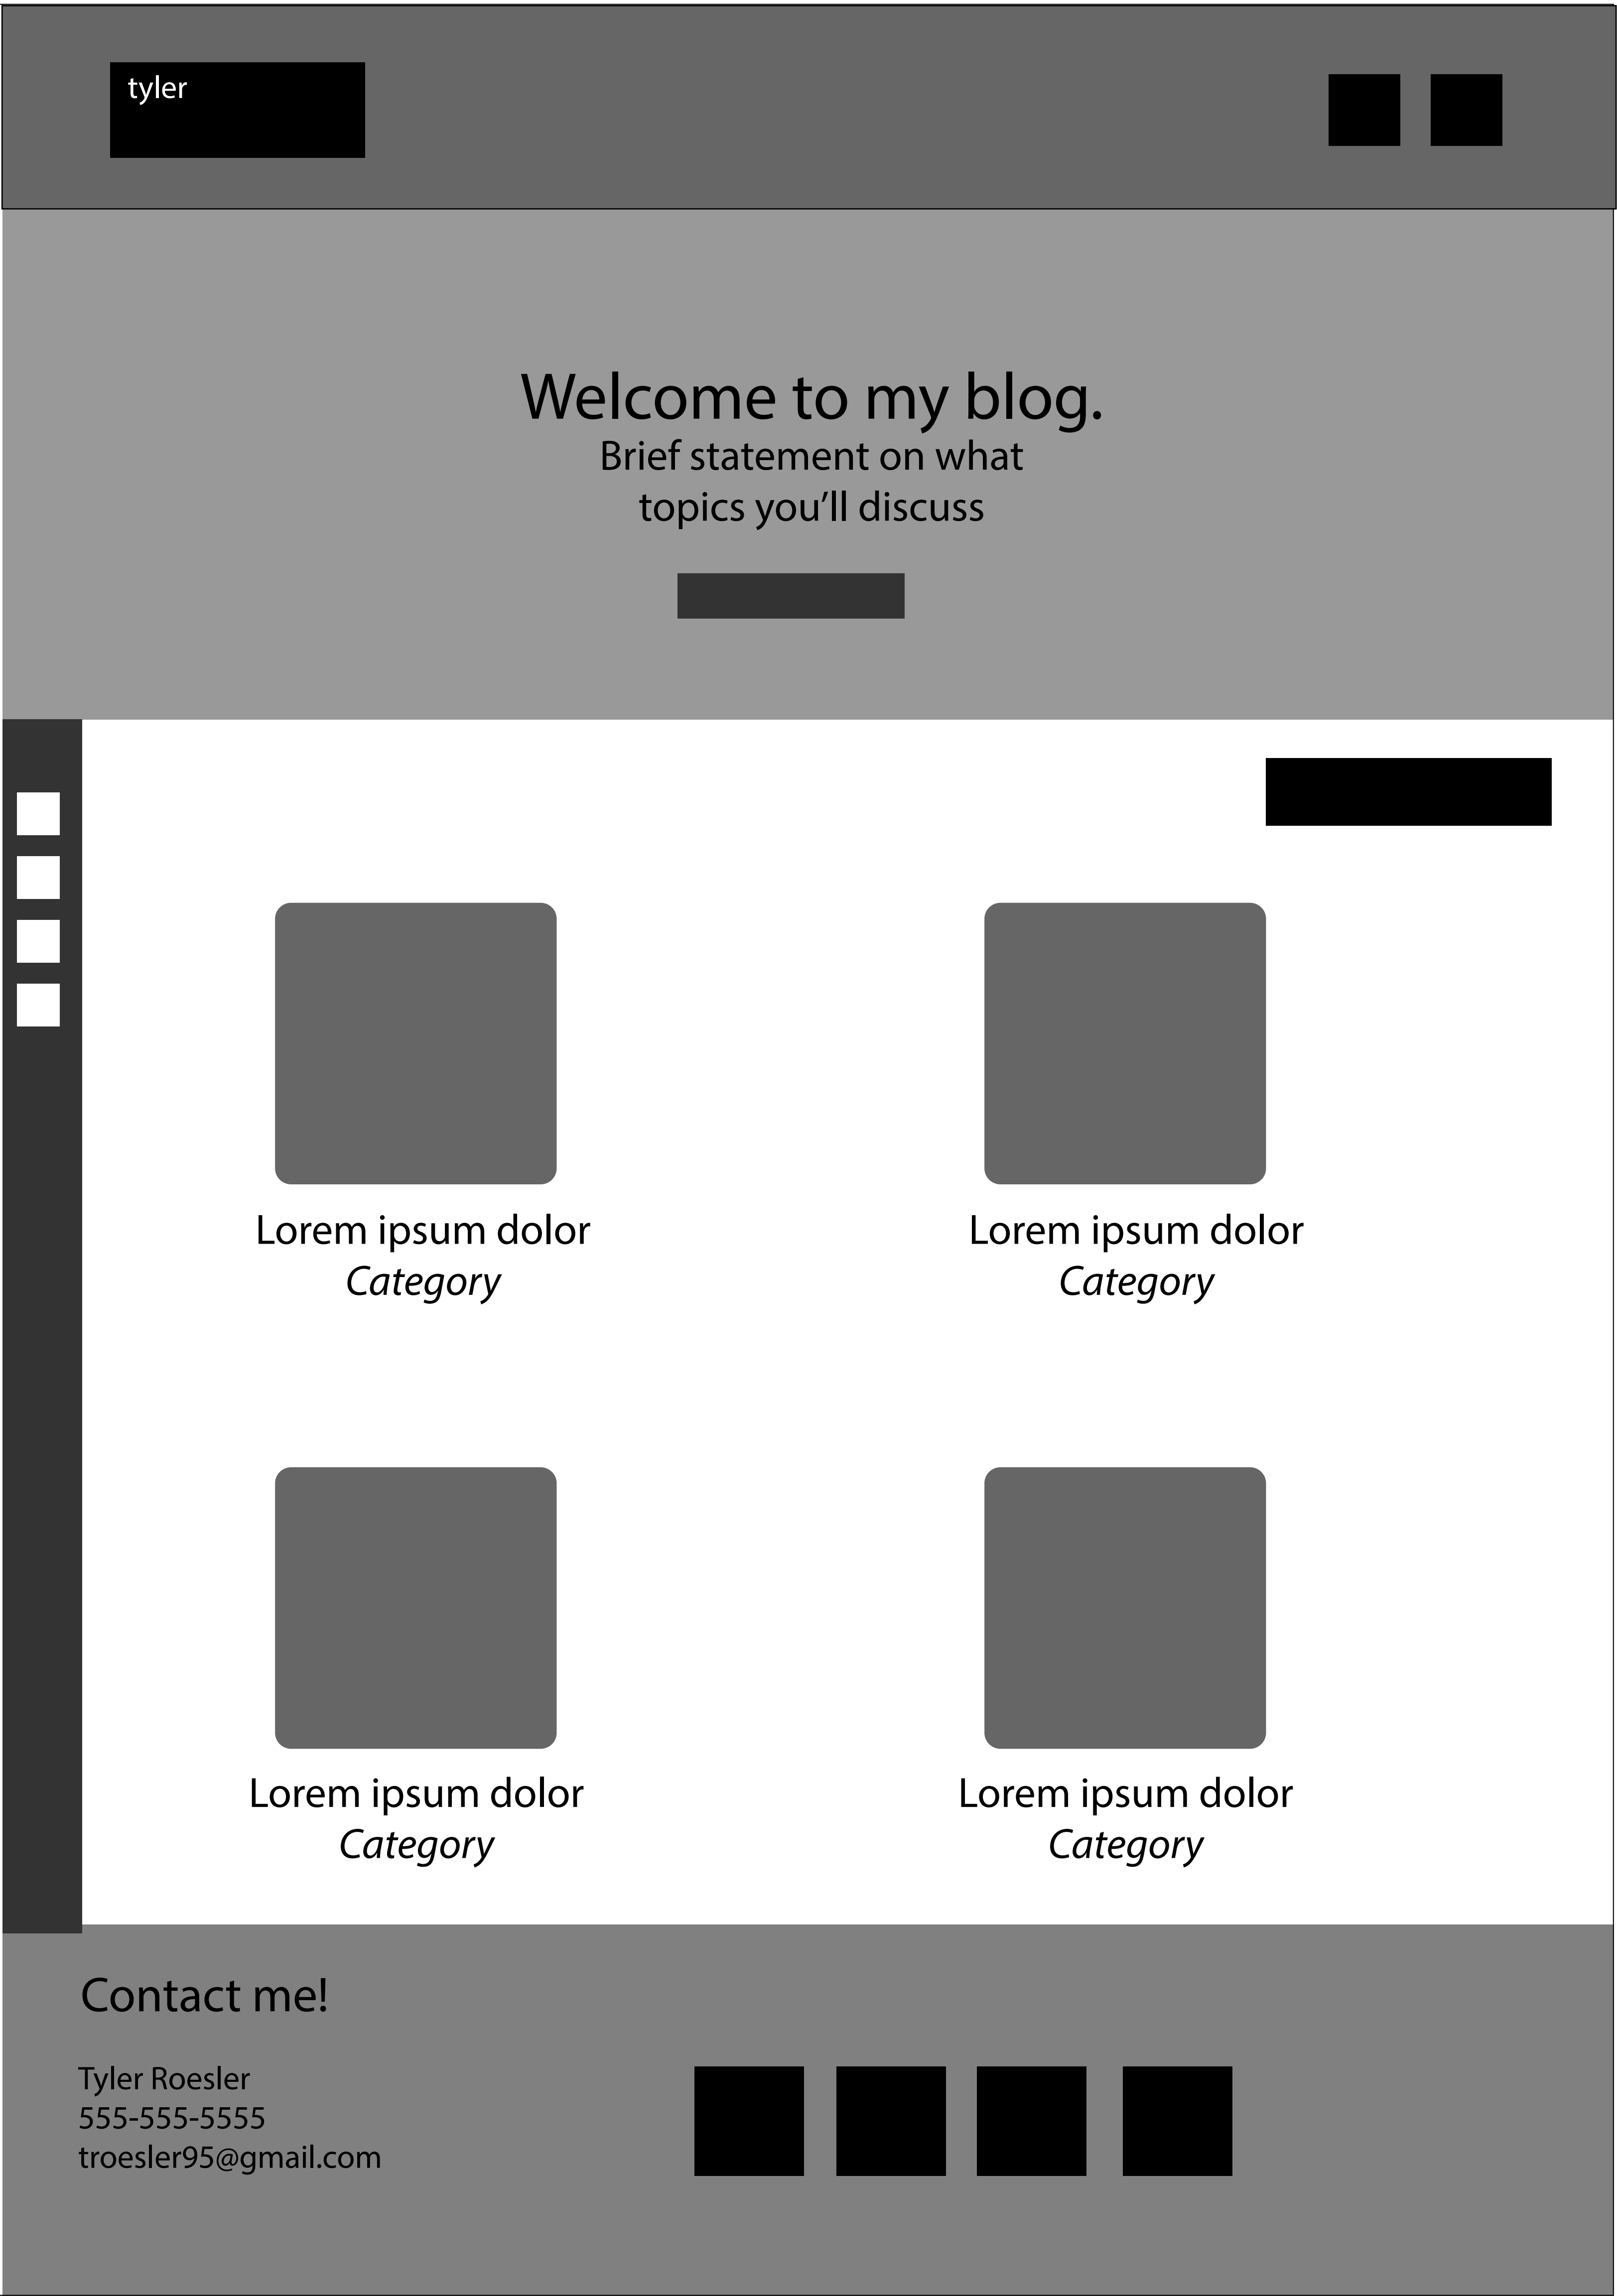 tyler
Welcome to my blog.
Brief statement on what
topics you'll discuss
Lorem ipsum dolor
Category
Lorem ipsum dolor
Category
Lorem ipsum dolor
Category
Lorem ipsum dolor
Category
Contact me!
Tyler Roesler
555-555-5555
troesler95@gmail.com